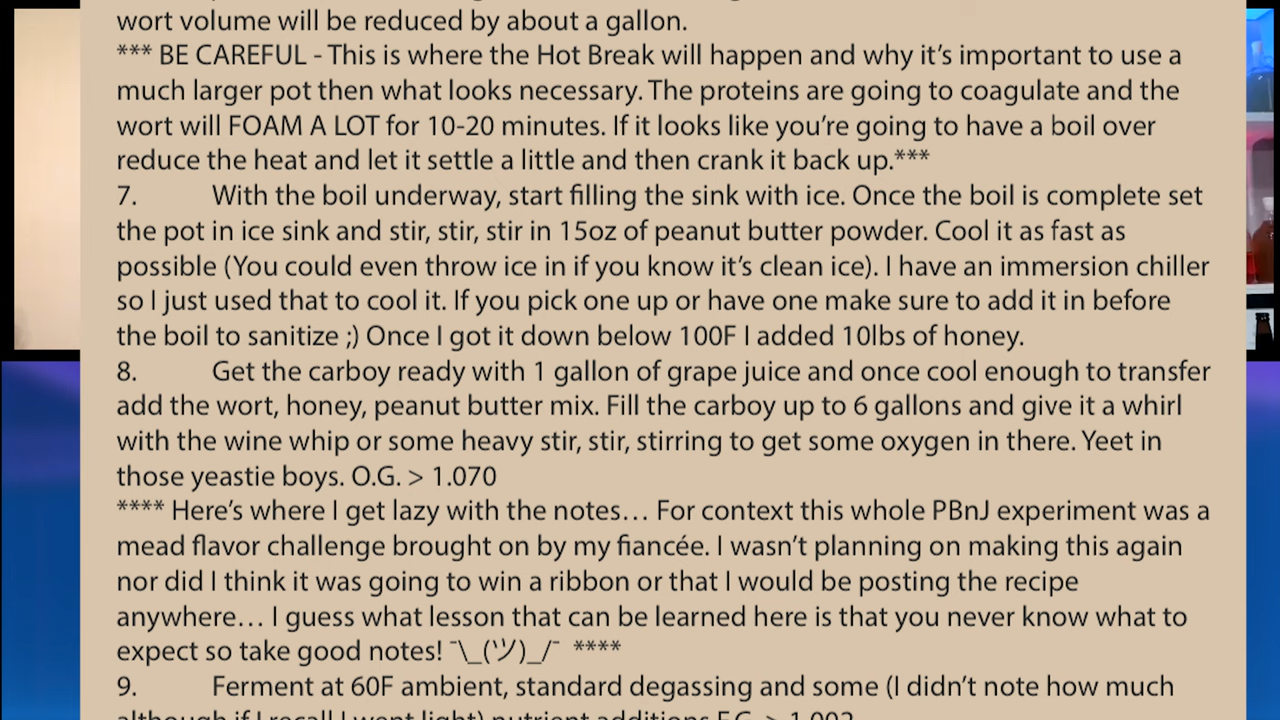 wort volume will be reduced by about a gallon.
*** BE CAREFUL - This is where the Hot Break will happen and why it's important to use a
much larger pot then what looks necessary. The proteins are going to coagulate and the
wort will FOAM A LOT for 10-20 minutes. If it looks like you're going to have a boil over
reduce the heat and let it settle a little and then crank it back up.***
7. With the boil underway, start filling the sink with ice. Once the boil is complete set
the pot in ice sink and stir, stir, stir in 15oz of peanut butter powder. Cool it as fast as
possible (You could even throw ice in if you know it's clean ice). I have an immersion chiller
so I just used that to cool it. If you pick one up or have one make sure to add it in before
the boil to sanitize ;) Once I got it down below 100F I added 10lbs of honey.
8. Get the carboy ready with 1 gallon of grape juice and once cool enough to transfer
add the wort, honey, peanut butter mix. Fill the carboy up to 6 gallons and give it a whirl
with the wine whip or some heavy stir, stir, stirring to get some oxygen in there. Yeet in
those yeastie boys. O.G. > 1.070
**** Here's where I get lazy with the notes... For context this whole PBnJ experiment was a
mead flavor challenge brought on by my fiancée. I wasn't planning on making this again
nor did I think it was going to win a ribbon or that I would be posting the recipe
anywhere... I guess what lesson that can be learned here is that you never know what to
expect so take good notes! ¯\_(ツ)_/¯ ****
9. Ferment at 60F ambient, standard degassing and some (I didn't note how much
although if I recall I went light) nutrient additions F.G. > 1.002